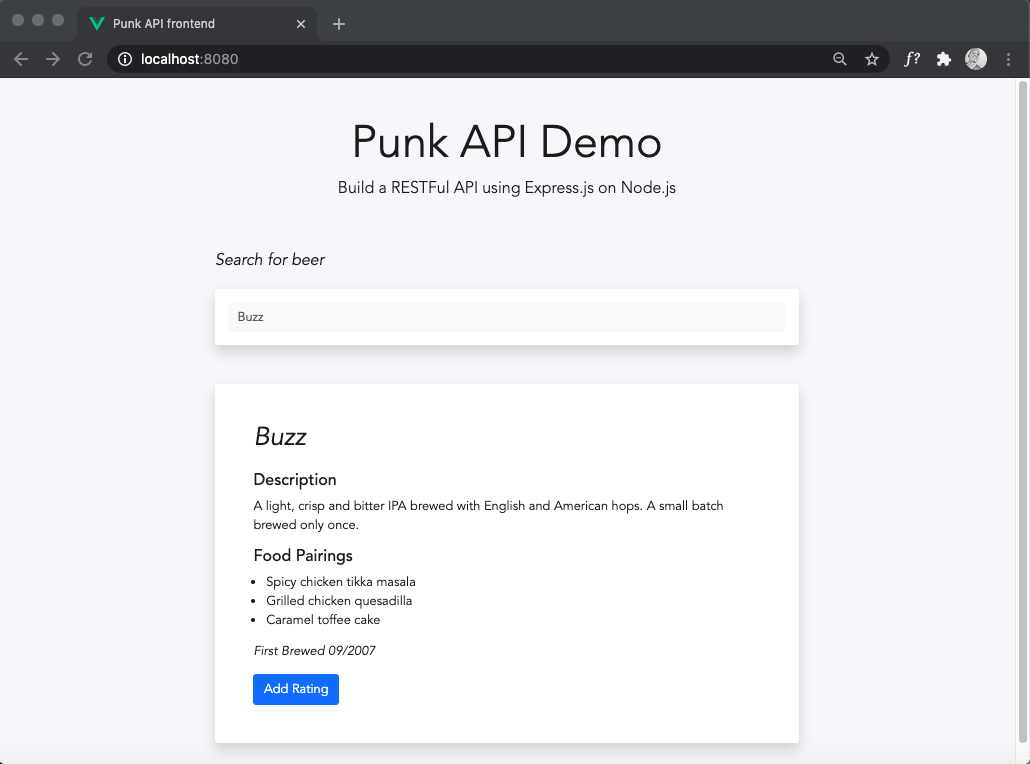 Punk API frontend
localhost:8080
f?
Punk API Demo
Build a RESTFul API using Express.js on Node.js
Search for beer
Buzz
Buzz
Description
A light, crisp and bitter IPA brewed with English and American hops. A small batch
brewed only once.
Food Pairings
Spicy chicken tikka masala
Grilled chicken quesadilla
Caramel toffee cake
First Brewed 09/2007
Add Rating